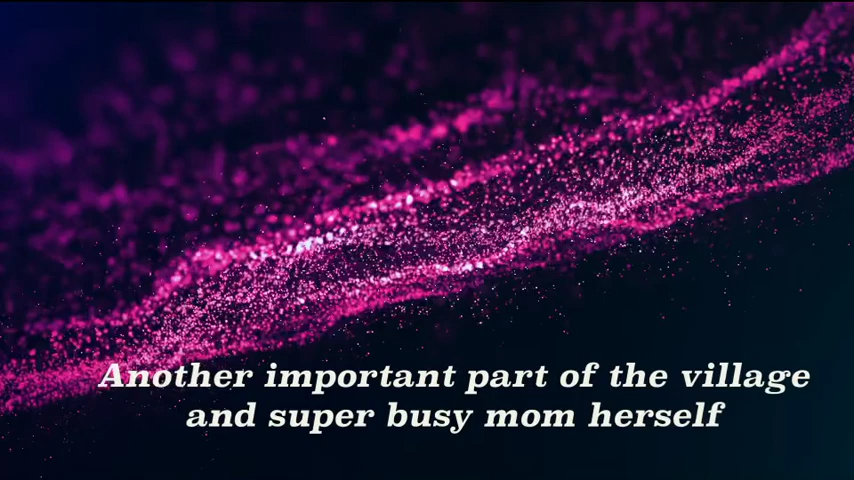 Another important part of the village
and super busy mom herself